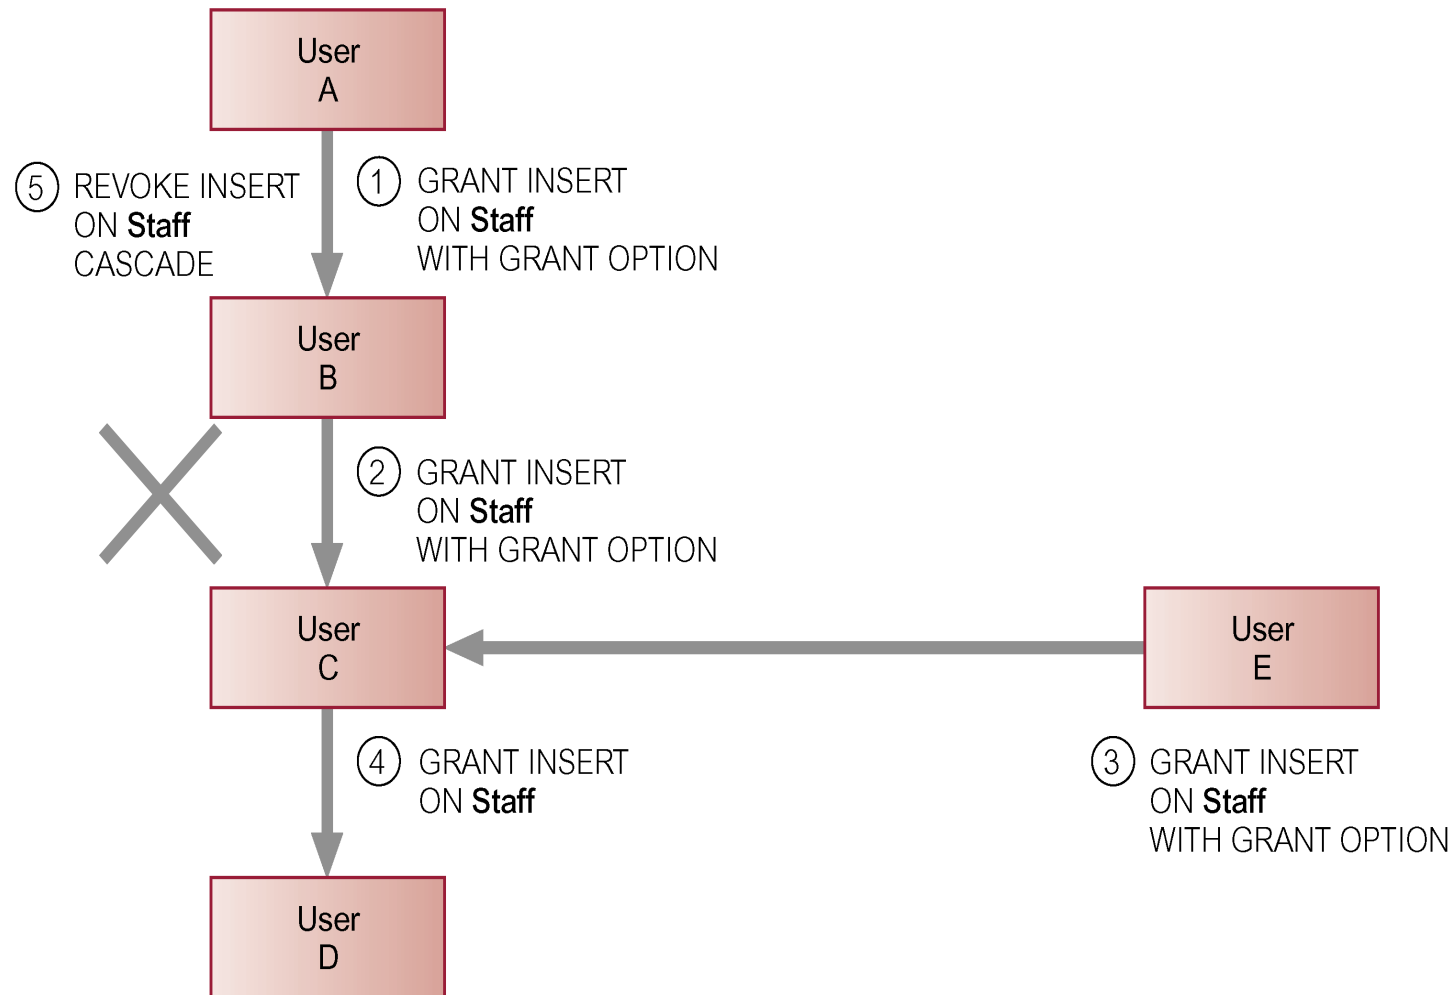 User
A
5 REVOKE INSERT
ON Staff
CASCADE
1 GRANT INSERT
ON Staff
WITH GRANT OPTION
User
B
2 GRANT INSERT
ON Staff
WITH GRANT OPTION
User
C
User
E
4 GRANT INSERT
ON Staff
3 GRANT INSERT
ON Staff
WITH GRANT OPTION
User
D